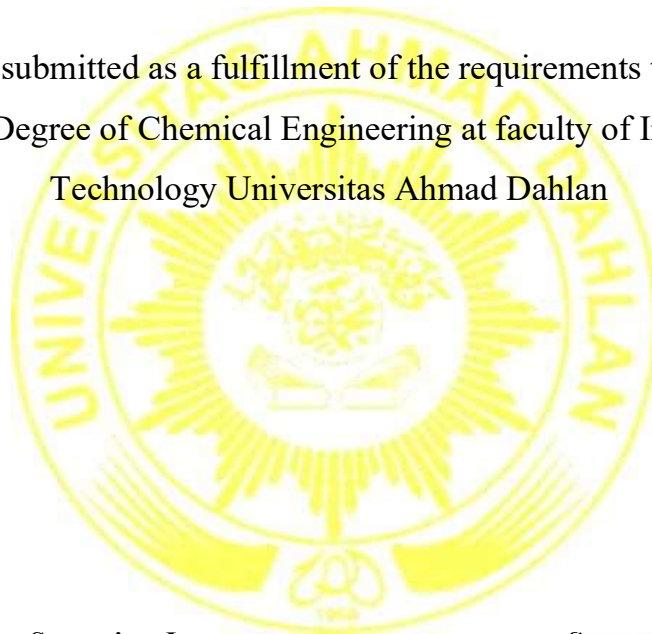 submitted as a fulfillment of the requirements
Degree of Chemical Engineering at faculty of
Technology Universitas Ahmad Dahlan
UNIVERSITAS AHMAD DAHLAN